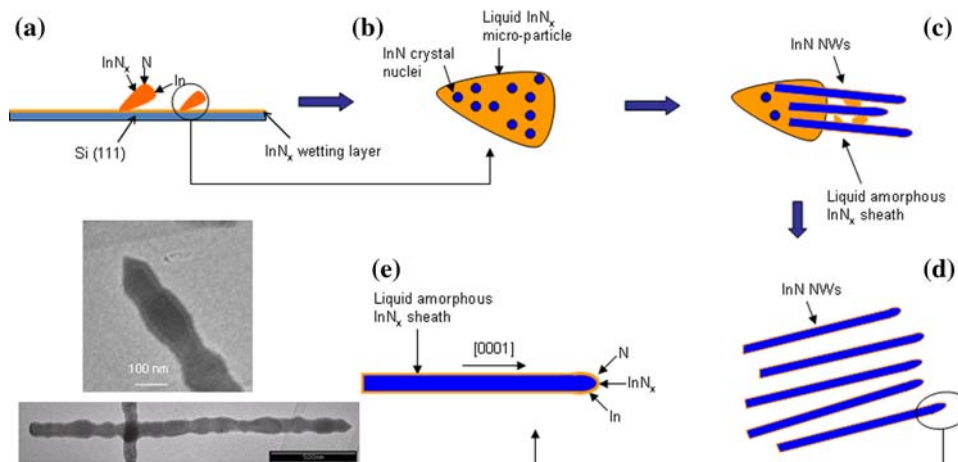 (a)
InNx
N
In
Si (111)
InNx wetting layer
(b)
Liquid InNx
micro-particle
InN crystal
nuclei
(c)
InN NWs
Liquid amorphous
InNx sheath
(d)
InN NWs
(e)
Liquid amorphous
InNx sheath
[0001]
N
InNx
In
100 nm
500nm